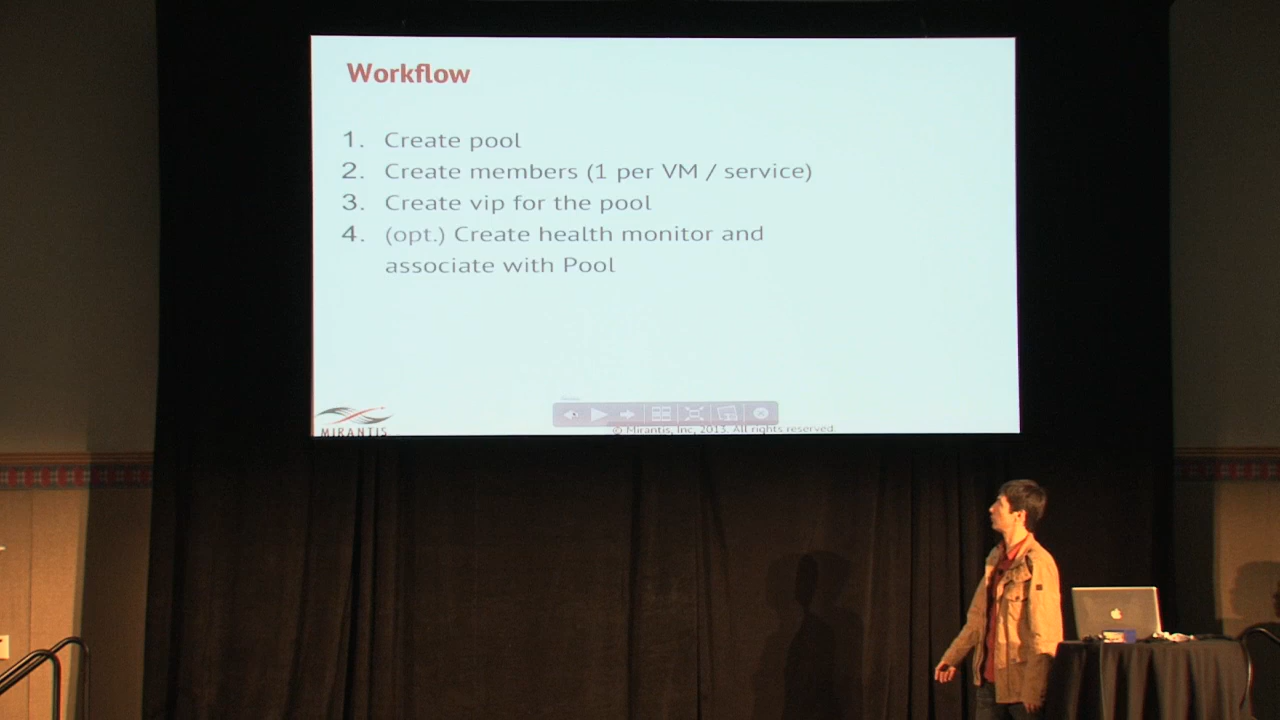 Workflow
1. Create pool
2. Create members (1 per VM / service)
3. Create vip for the pool
4. (opt.) Create health monitor and
associate with Pool
MIRANTIS
© Mirantis, Inc, 2013. All rights reserved.